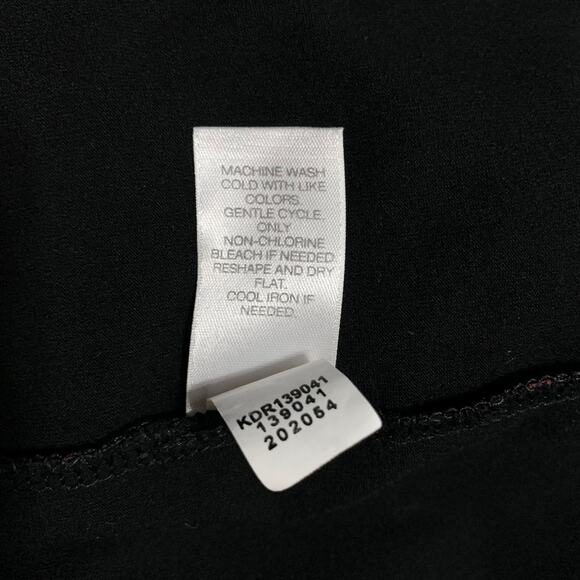 MACHINE WASH
COLD WITH LIKE
COLORS.
GENTLE CYCLE.
ONLY
NON-CHLORINE
BLEACH IF NEEDED
RESHAPE AND DRY
FLAT.
COOL IRON IF
NEEDED.
KDR139041
139041
202054